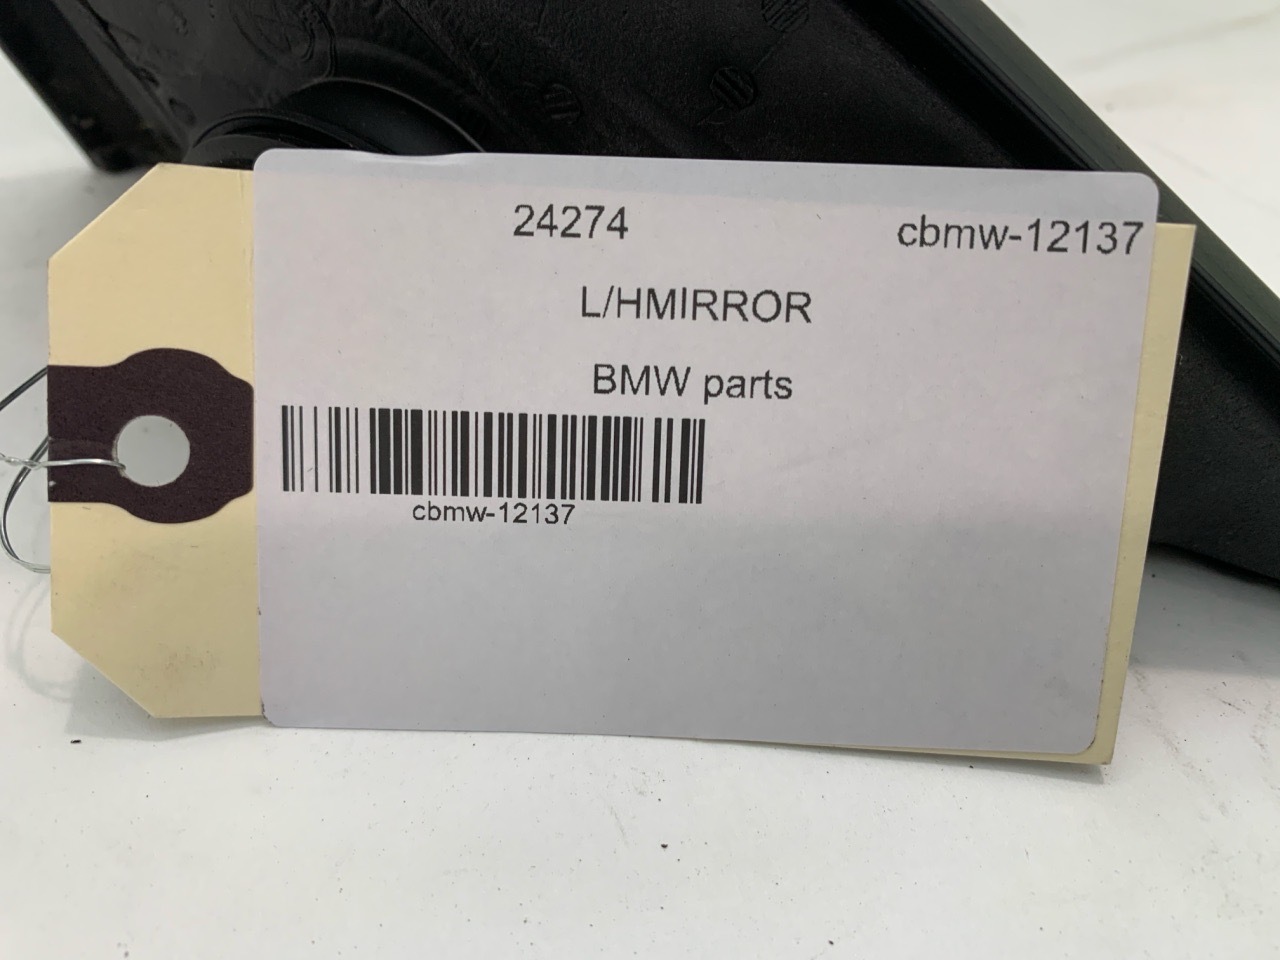 24274 cbmw-12137
L/HMIRROR
BMW parts
cbmw-12137